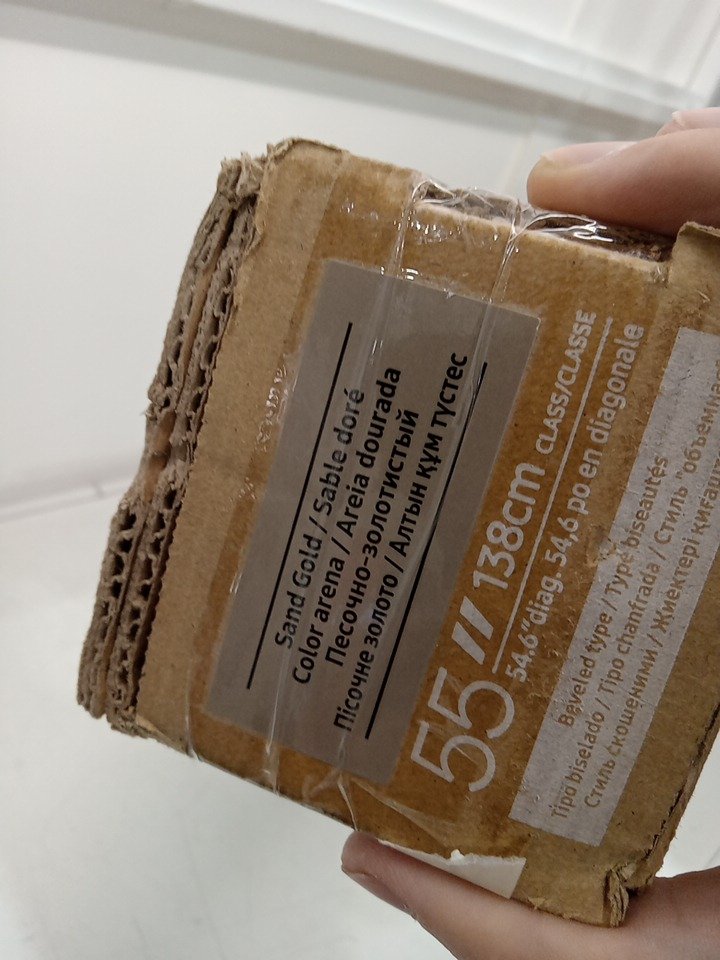 Sand Gold / Sable doré
Color arena / Areia dourada
Песочно-золотистый
Пісочне золото / Алтын құм түстес
55" 138cm CLASS/CLASSE
54.6"diag. 54,6 po en diagonale
Beveled type / Type biseautés
Tipo biselado / Tipo chanfrada / Стиль "объемный
Стиль скошеними / Жиектері қиғаш